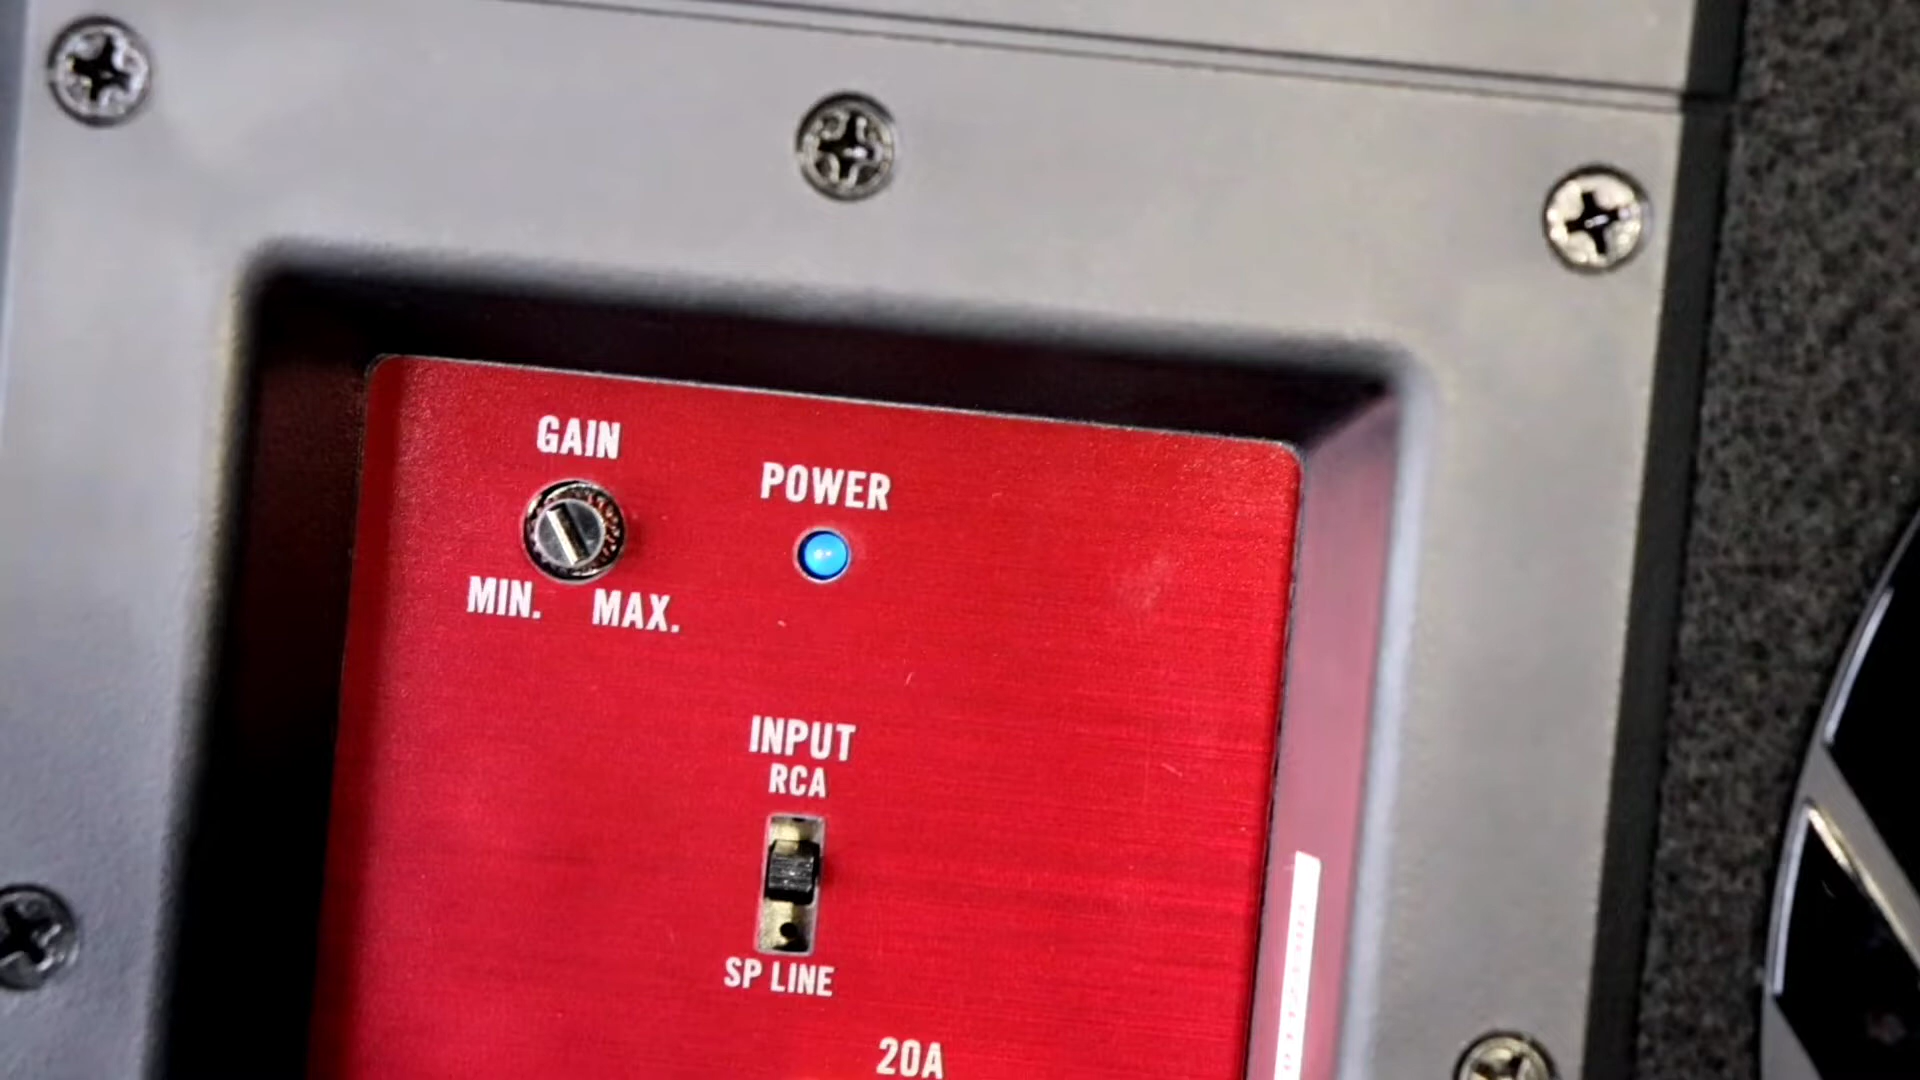 GAIN
POWER
MIN. MAX.
INPUT
RCA
SP LINE
20A